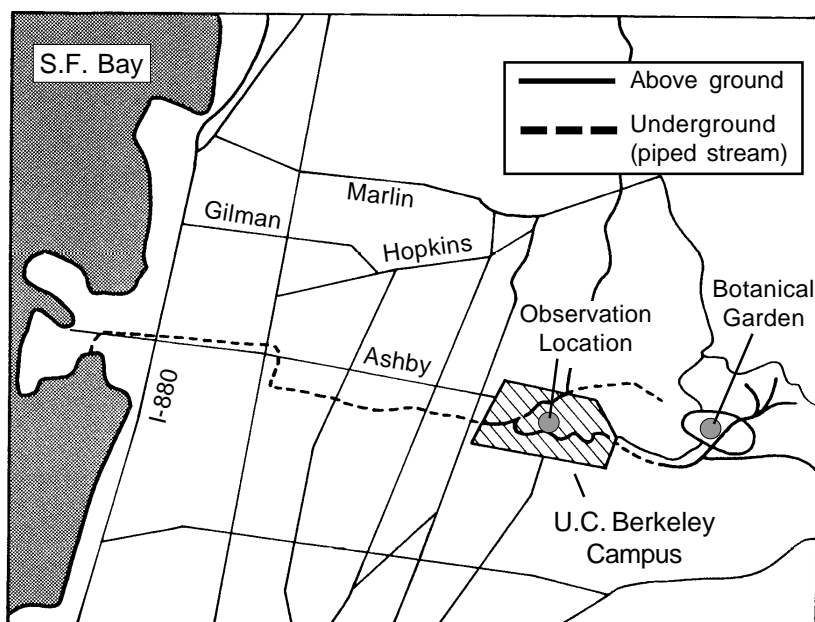 S.F. Bay
Above ground
Underground
(piped stream)
Marlin
Gilman
Hopkins
Observation
Location
Botanical
Garden
Ashby
I-880
U.C. Berkeley
Campus